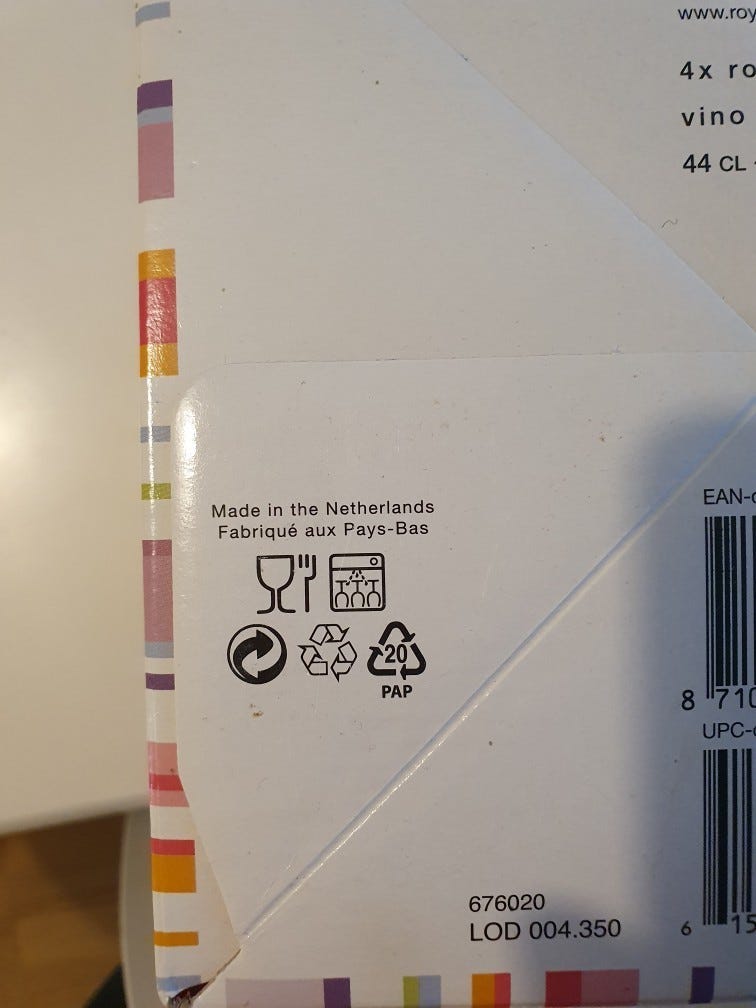 www.roy
4x ro
vino
44 CL
Made in the Netherlands
Fabriqué aux Pays-Bas
20
PAP
EAN-c
8 710
UPC-c
676020
LOD 004.350
6 15